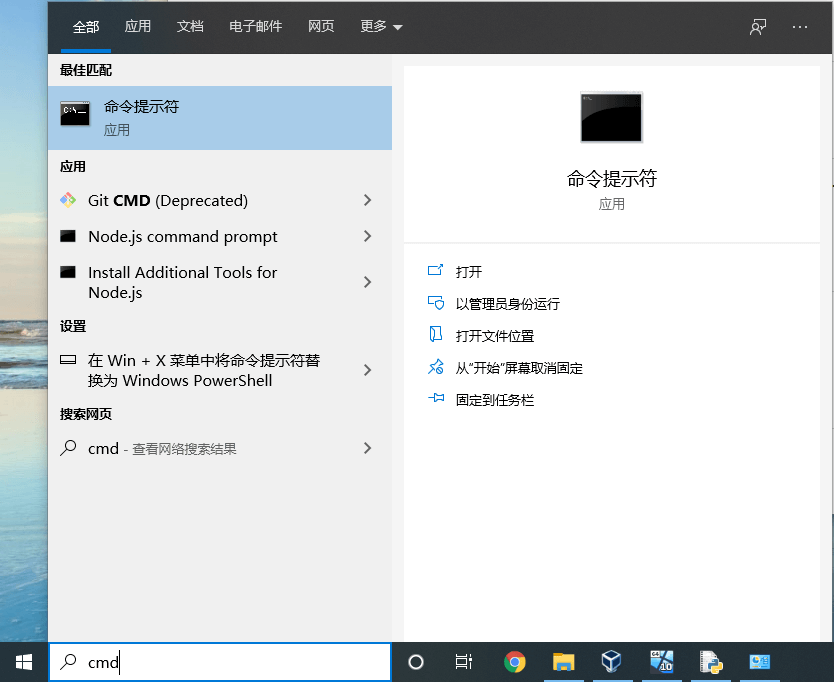 全部 应用 文档 电子邮件 网页 更多
最佳匹配
命令提示符
应用
应用
Git CMD (Deprecated)
Node.js command prompt
Install Additional Tools for
Node.js
设置
在 Win + X 菜单中将命令提示符替
换为 Windows PowerShell
搜索网页
cmd - 查看网络搜索结果
命令提示符
应用
打开
以管理员身份运行
打开文件位置
从“开始”屏幕取消固定
固定到任务栏
cmd